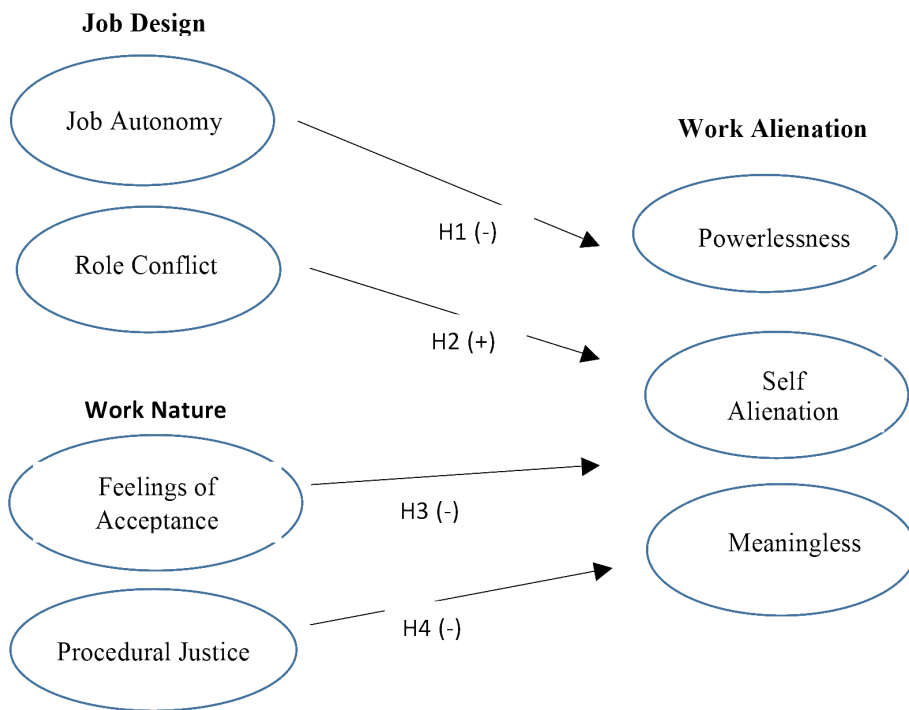 Job Design
Job Autonomy
Role Conflict
Work Nature
Feelings of
Acceptance
Procedural Justice
H1 (-)
H2 (+)
H3 (-)
H4 (-)
Work Alienation
Powerlessness
Self
Alienation
Meaningless